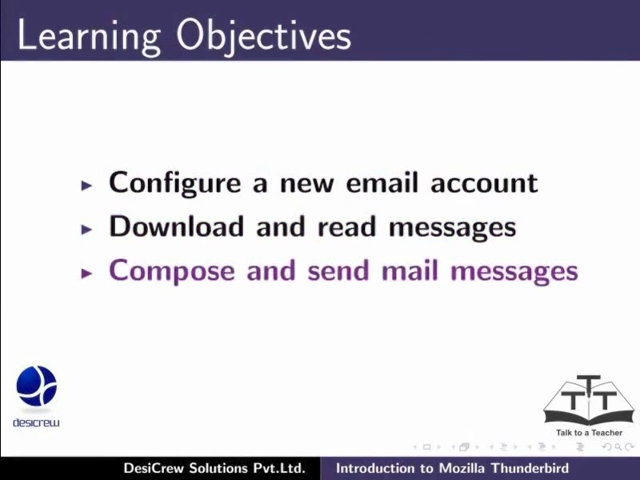 Learning Objectives
Configure a new email account
Download and read messages
Compose and send mail messages
desicrew
T T T
Talk to a Teacher
DesiCrew Solutions Pvt.Ltd. Introduction to Mozilla Thunderbird